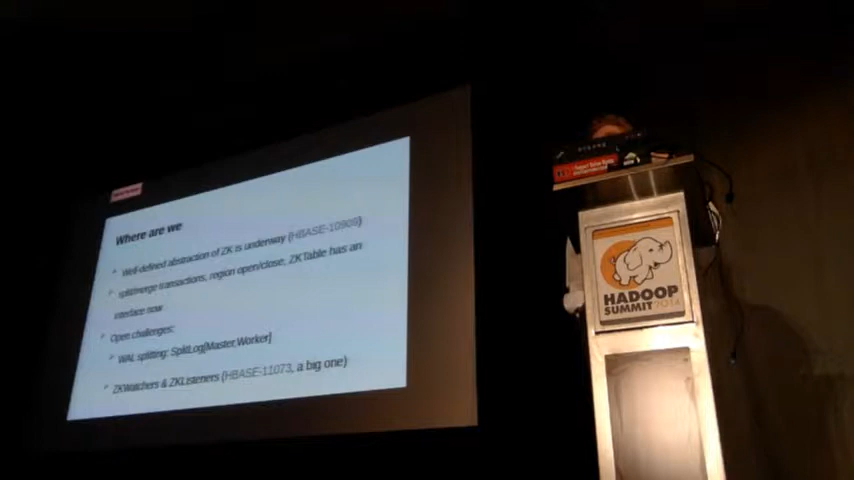 Where are we
Well-defined abstraction of ZK is underway (HBASE-10909)
split/merge transactions, region open/close, ZKTable has an
interface now
Open challenges:
WAL splitting: SplitLog[Master,Worker]
ZKWatchers & ZKListeners (HBASE-11073, a big one)
HADOOP
SUMMIT 2014